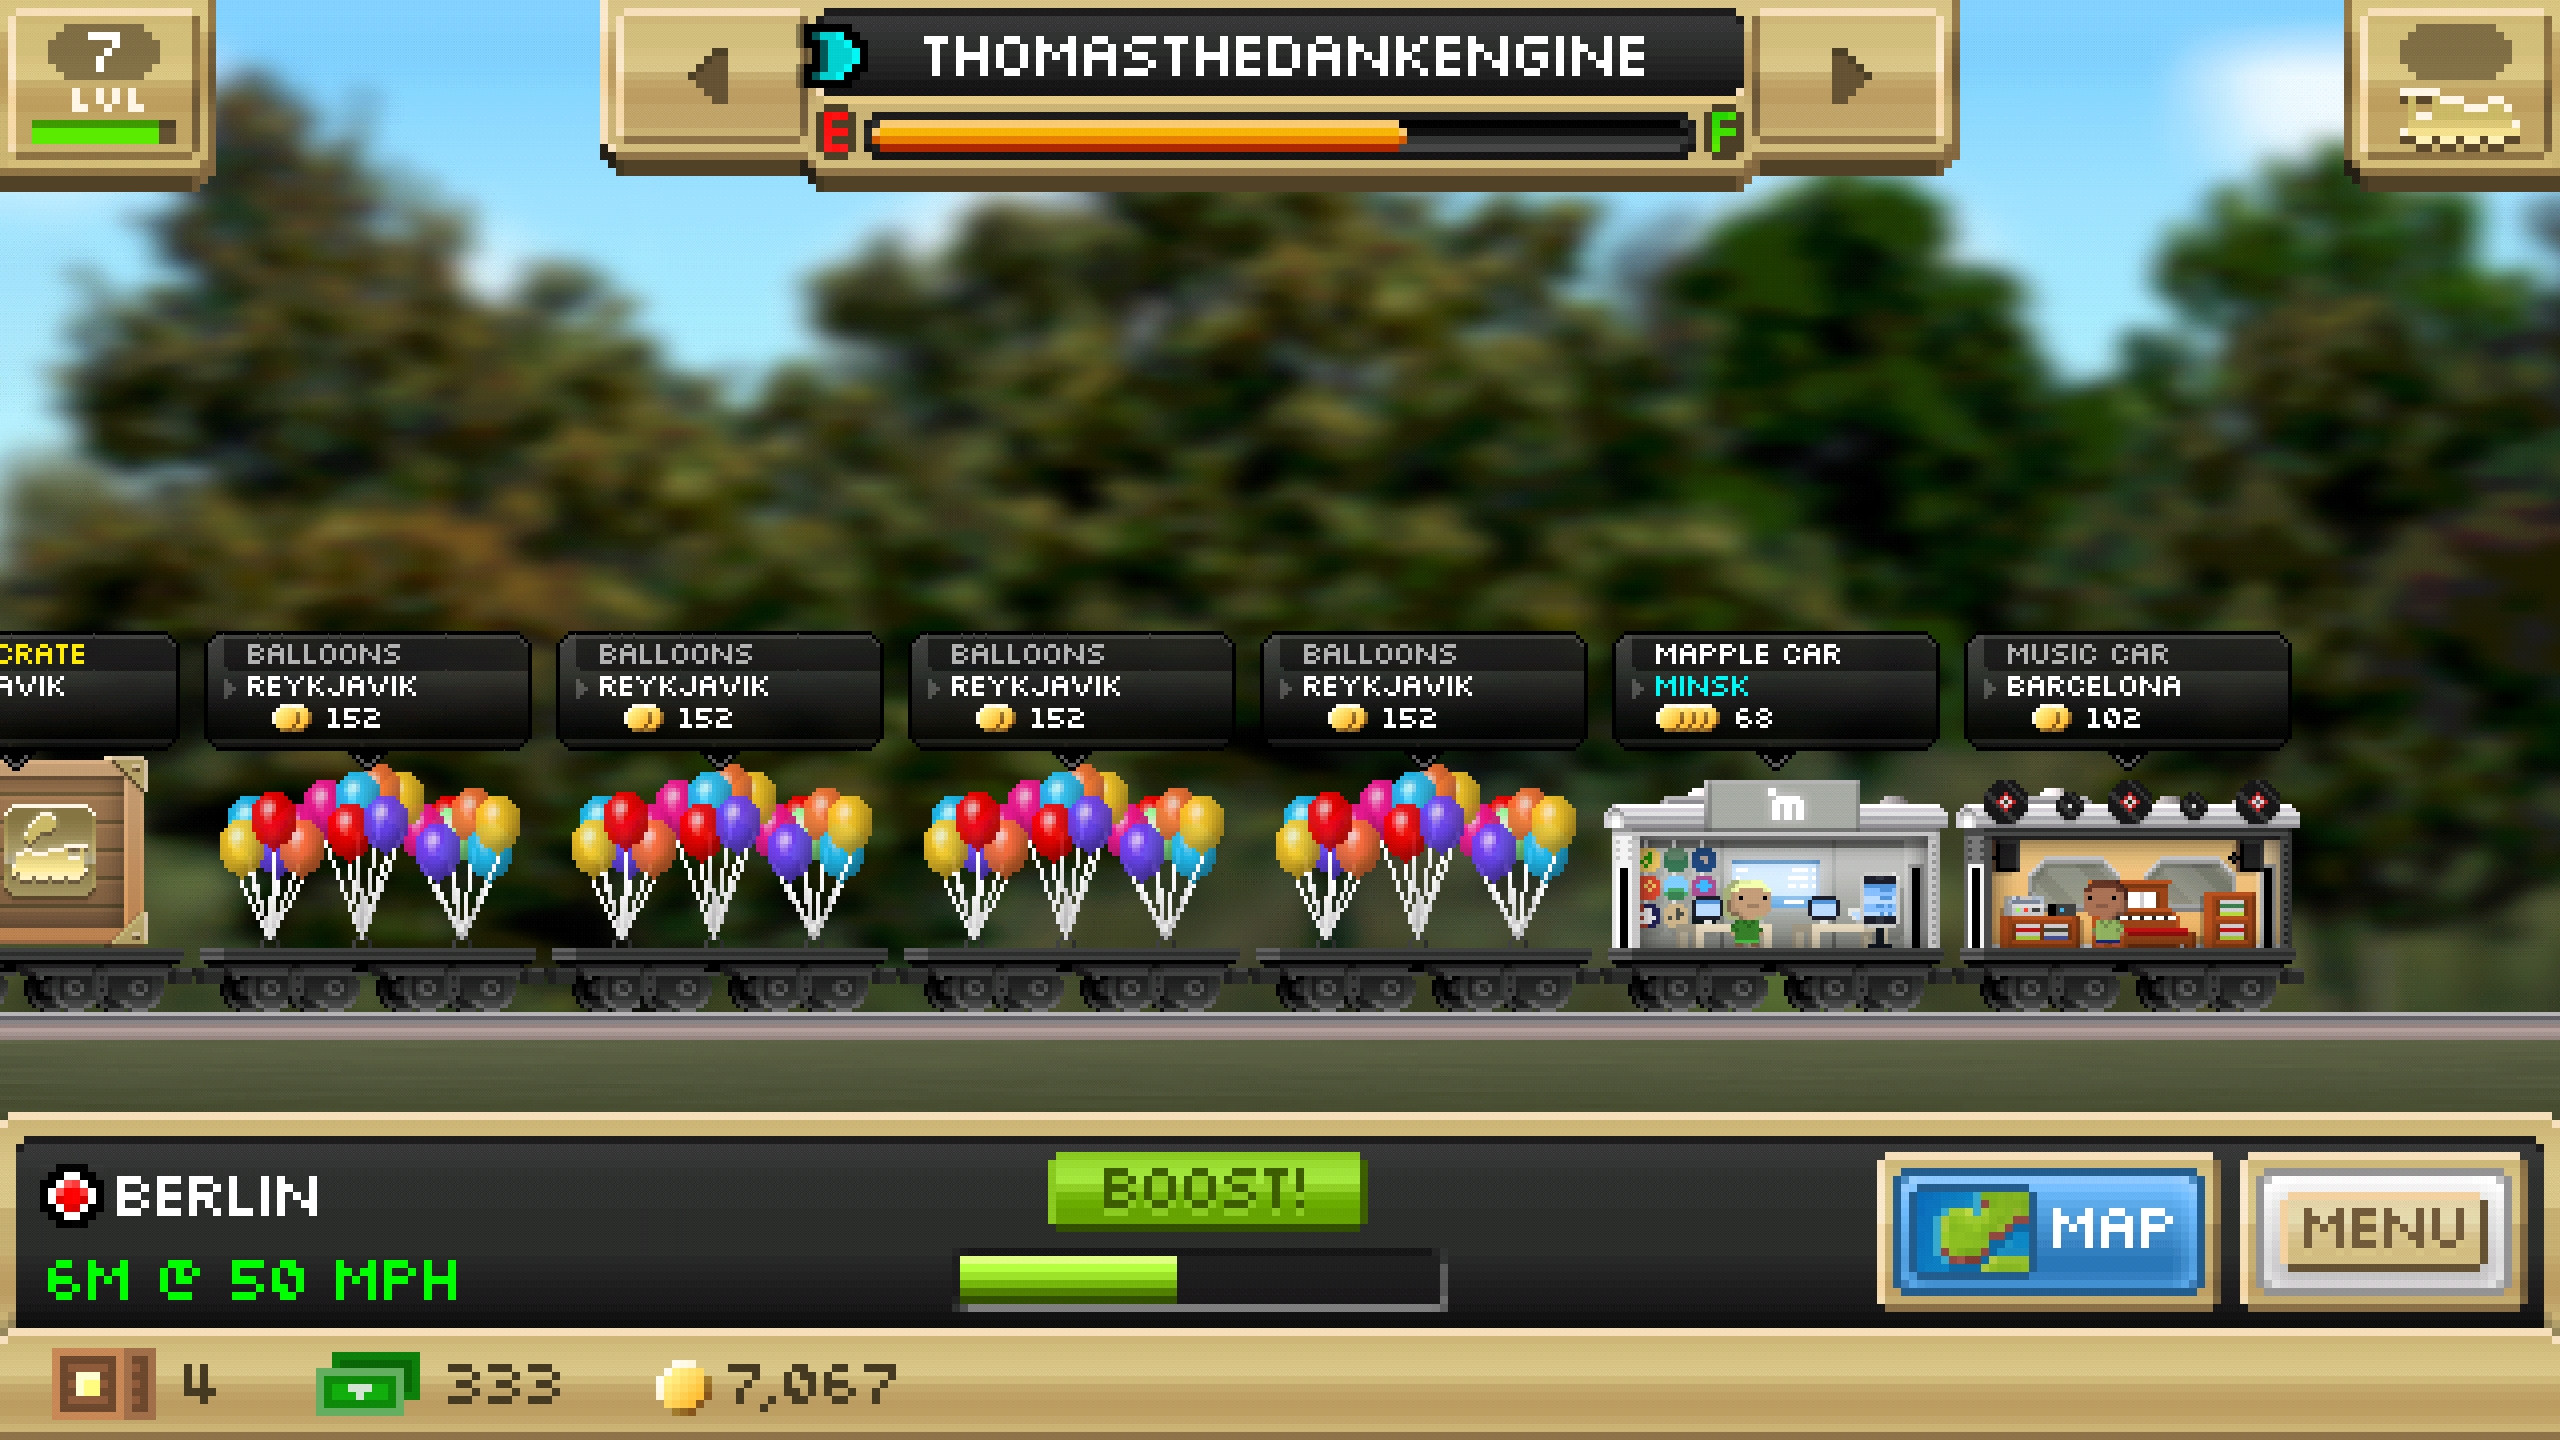 7
LVL
THOMASTHEDANKENGINE
E
F
CRATE
AVIK
BALLOONS
REYKJAVIK
152
BALLOONS
REYKJAVIK
152
BALLOONS
REYKJAVIK
152
BALLOONS
REYKJAVIK
152
MAPPLE CAR
MINSK
68
MUSIC CAR
BARCELONA
102
m
BERLIN
6M @ 50 MPH
BOOST!
MAP
MENU
4
333
7,067